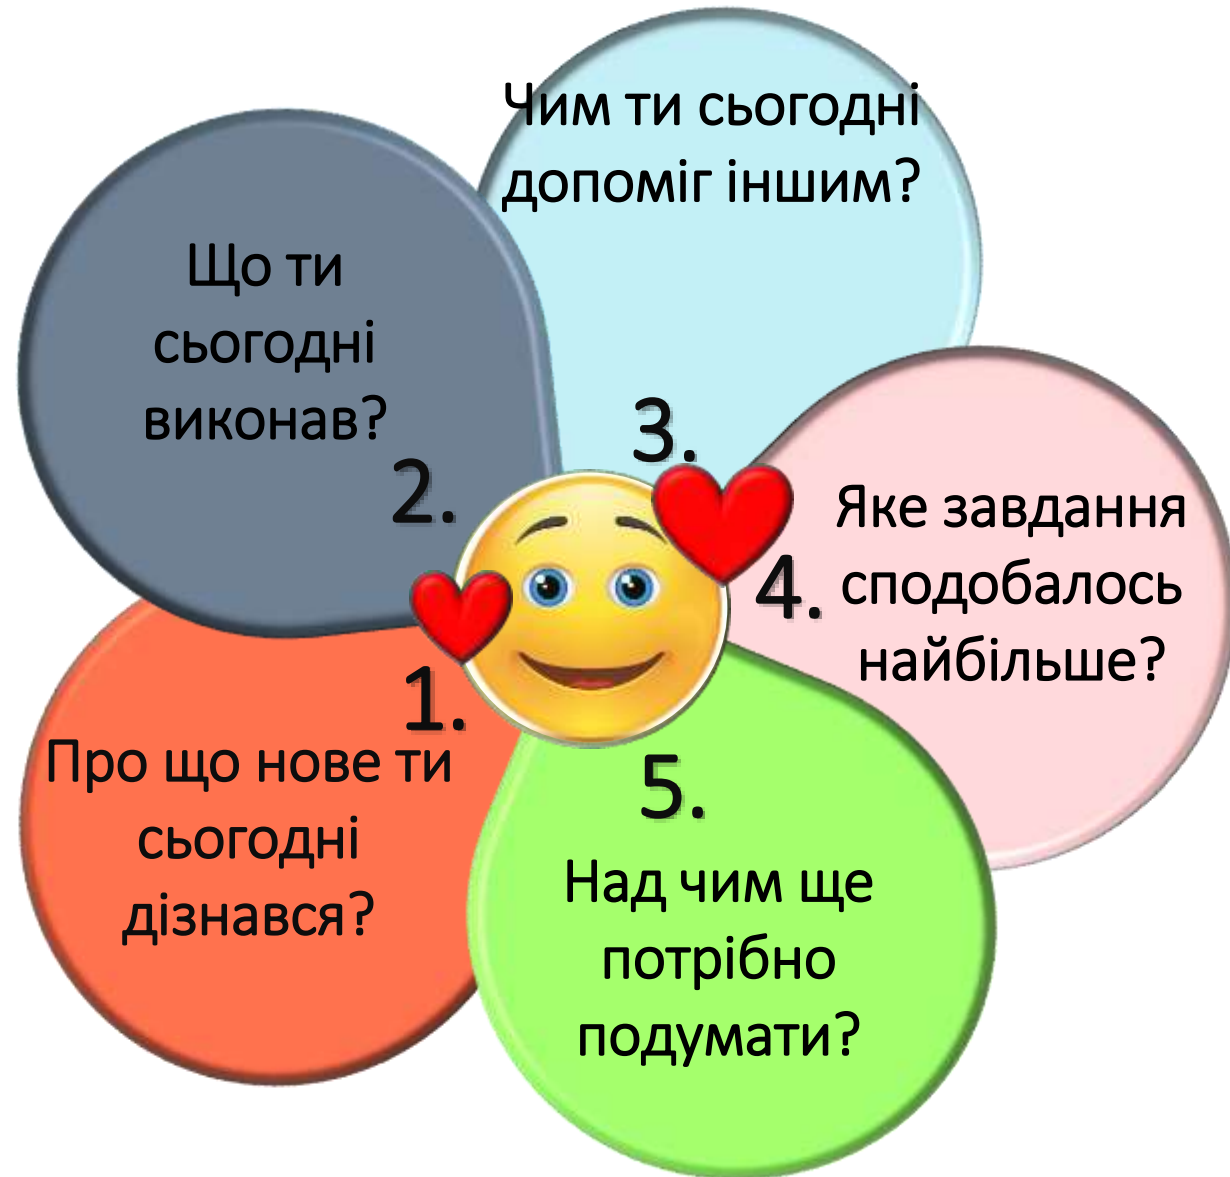 1.
Про що нове ти
сьогодні
дізнався?
2.
Що ти
сьогодні
виконав?
3.
Чим ти сьогодні
допоміг іншим?
4.
Яке завдання
сподобалось
найбільше?
5.
Над чим ще
потрібно
подумати?